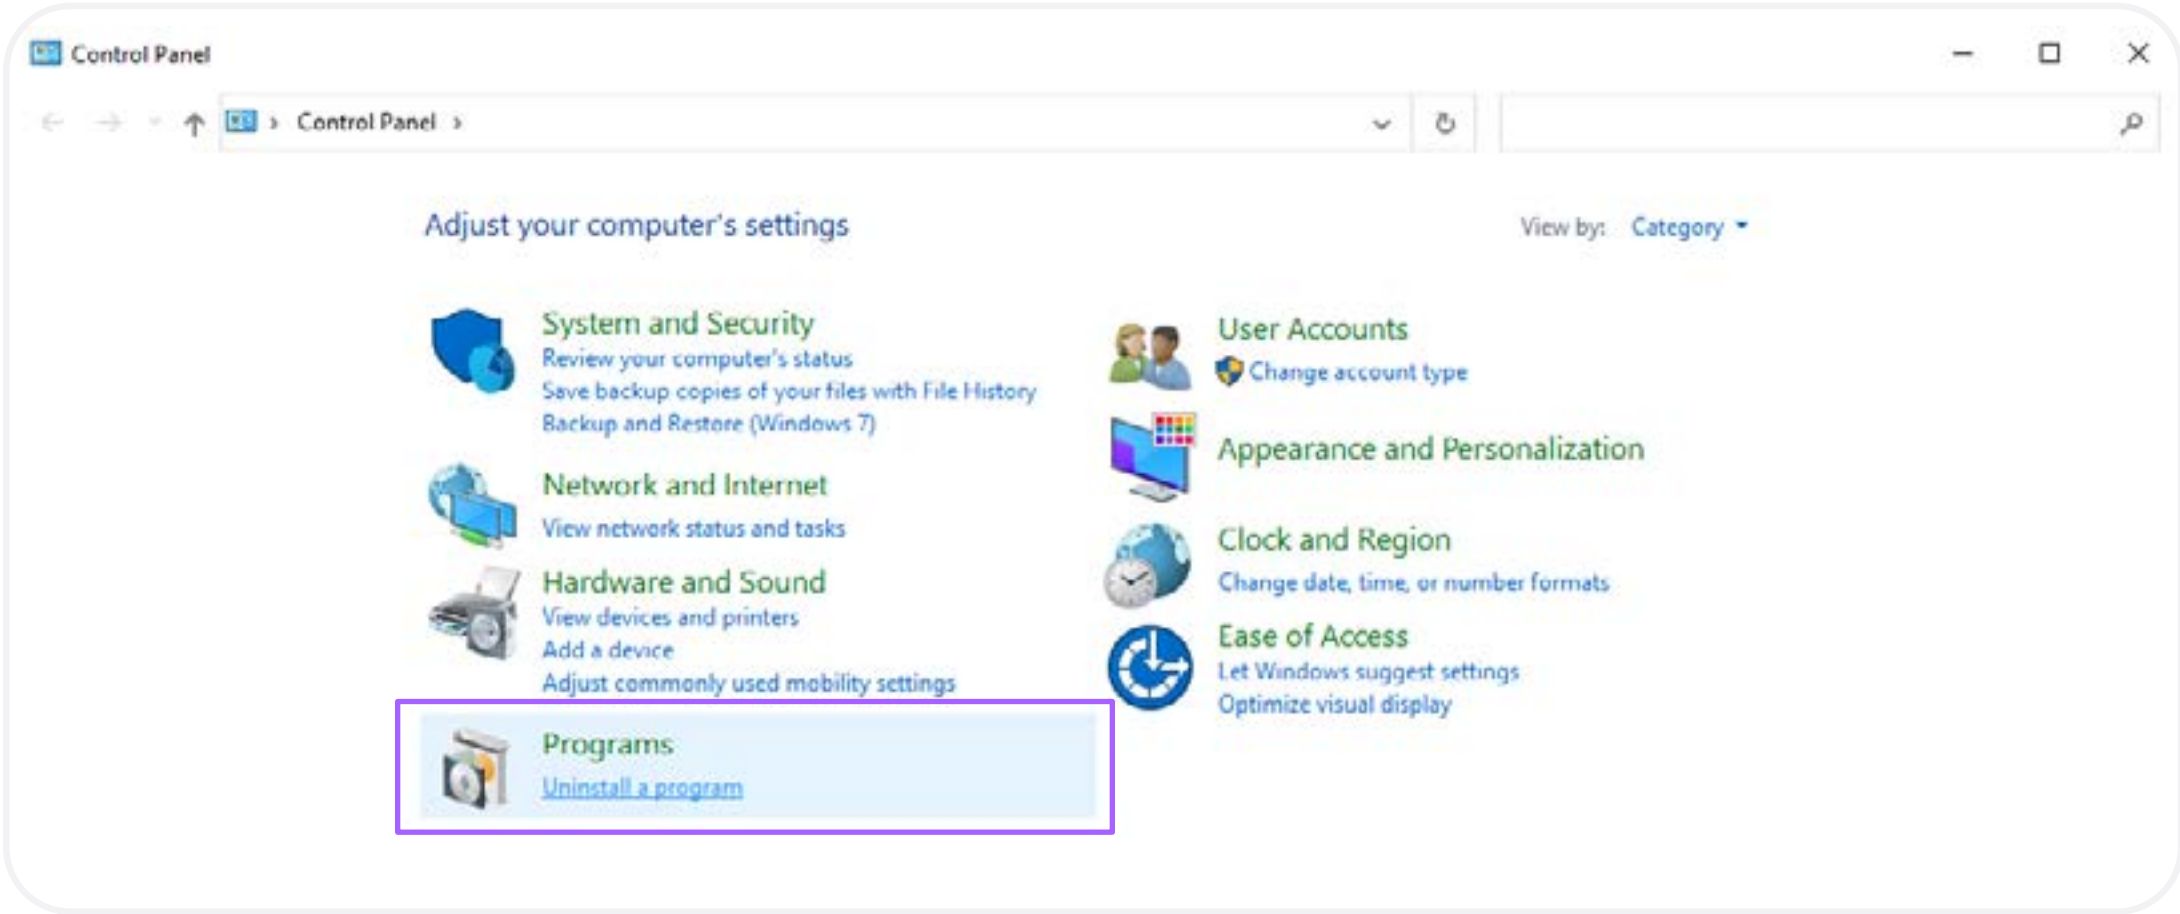 Control Panel
Control Panel
Adjust your computer's settings
View by: Category
System and Security
Review your computer's status
Save backup copies of your files with File History
Backup and Restore (Windows 7)
Network and Internet
View network status and tasks
Hardware and Sound
View devices and printers
Add a device
Adjust commonly used mobility settings
Programs
Uninstall a program
User Accounts
Change account type
Appearance and Personalization
Clock and Region
Change date, time, or number formats
Ease of Access
Let Windows suggest settings
Optimize visual display